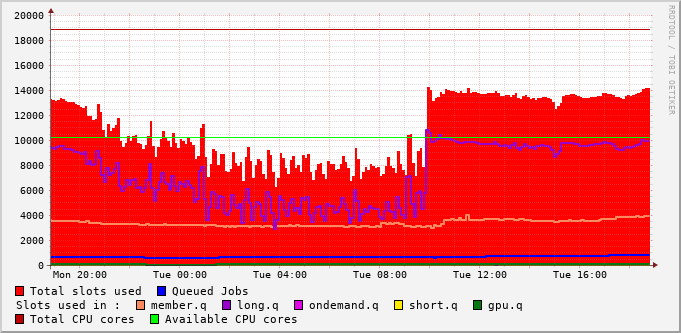 20000
18000
16000
14000
12000
10000
8000
6000
4000
2000
0
Mon 20:00 Tue 00:00 Tue 04:00 Tue 08:00 Tue 12:00 Tue 16:00
RRDTOOL / TOBI OETIKER
Total slots used Queued Jobs
Slots used in : member.q long.q ondemand.q short.q gpu.q
Total CPU cores Available CPU cores